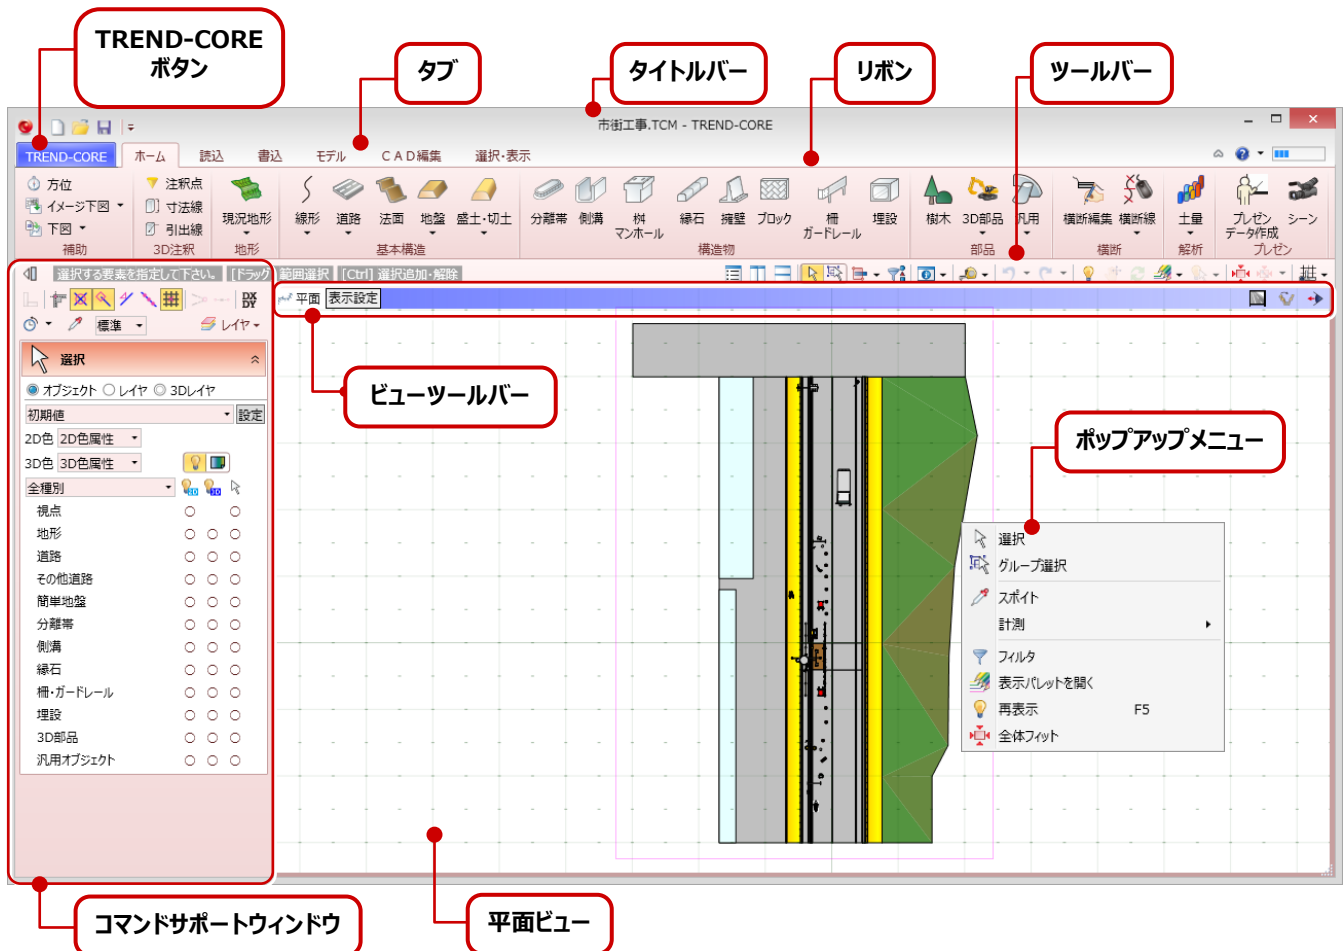 TREND-CORE
ボタン
タブ
タイトルバー
リボン
ツールバー
市街工事.TCM - TREND-CORE
TREND-CORE ホーム 読込 書込 モデル CAD編集 選択・表示
方位
イメージ下図
下図
補助
注釈点
寸法線
引出線
3D注釈
現況地形
地形
線形 道路 法面 地盤 盛土・切土
基本構造
分離帯 側溝 桝
マンホール 縁石 擁壁 ブロック 柵
ガードレール 埋設
構造物
樹木 3D部品 汎用
部品
横断編集 横断線
横断
土量
解析
プレゼン
データ作成 シーン
プレゼン
選択する要素を指定して下さい。 [ドラッグ] 範囲選択 [Ctrl] 選択追加・解除
標準 レイヤ
平面 表示設定
選択
オブジェクト レイヤ 3Dレイヤ
初期値 設定
2D色 2D色属性
3D色 3D色属性
全種別
視点
地形
道路
その他道路
簡単地盤
分離帯
側溝
縁石
柵・ガードレール
埋設
3D部品
汎用オブジェクト
ビューツールバー
ポップアップメニュー
選択
グループ選択
スポイト
計測
フィルタ
表示パレットを開く
再表示 F5
全体フィット
コマンドサポートウィンドウ
平面ビュー